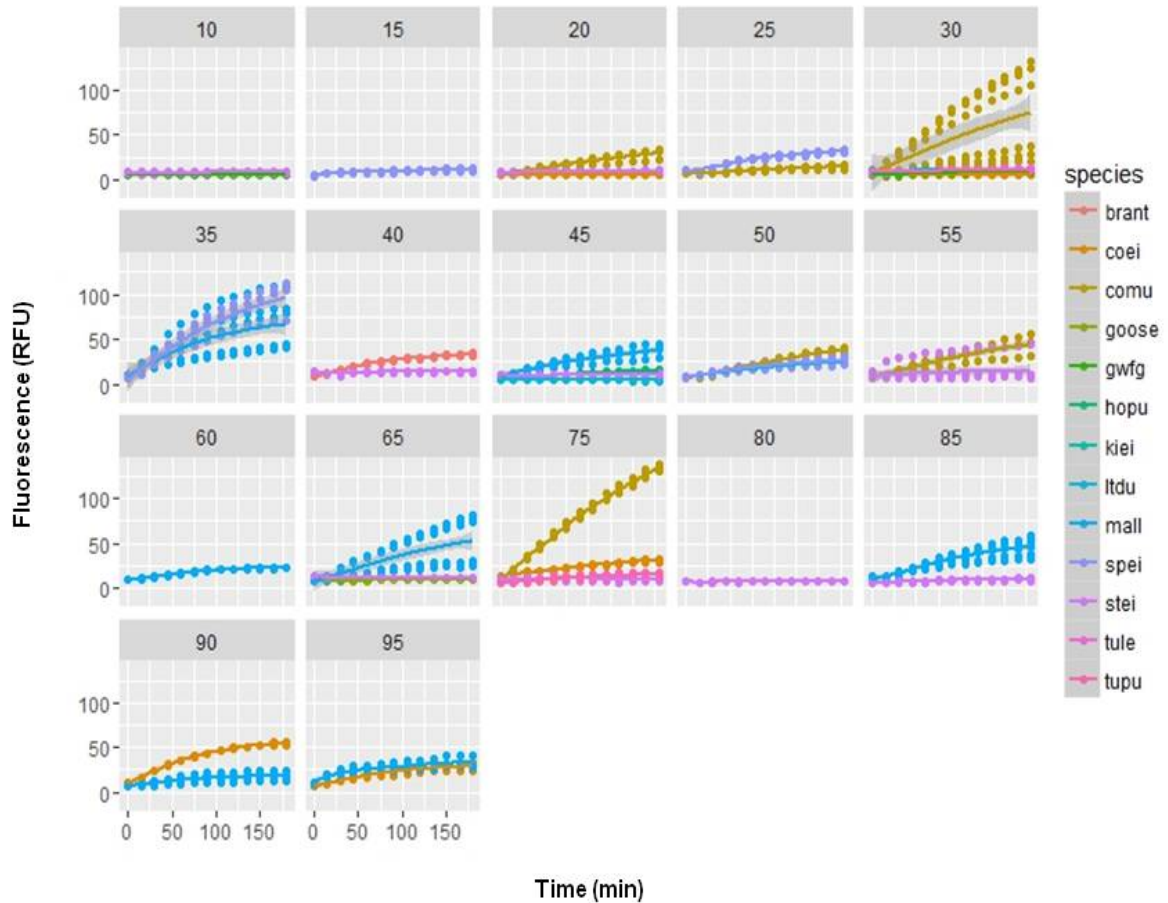 10 15 20 25 30
100
50
0
35 40 45 50 55
100
50
0
60 65 75 80 85
100
50
0
90 95
100
50
0
0 50 100 150 0 50 100 150
Fluorescence (RFU)
Time (min)
species
brant
coei
comu
goose
gwfg
hopu
kiei
ltdu
mall
spei
stei
tule
tupu